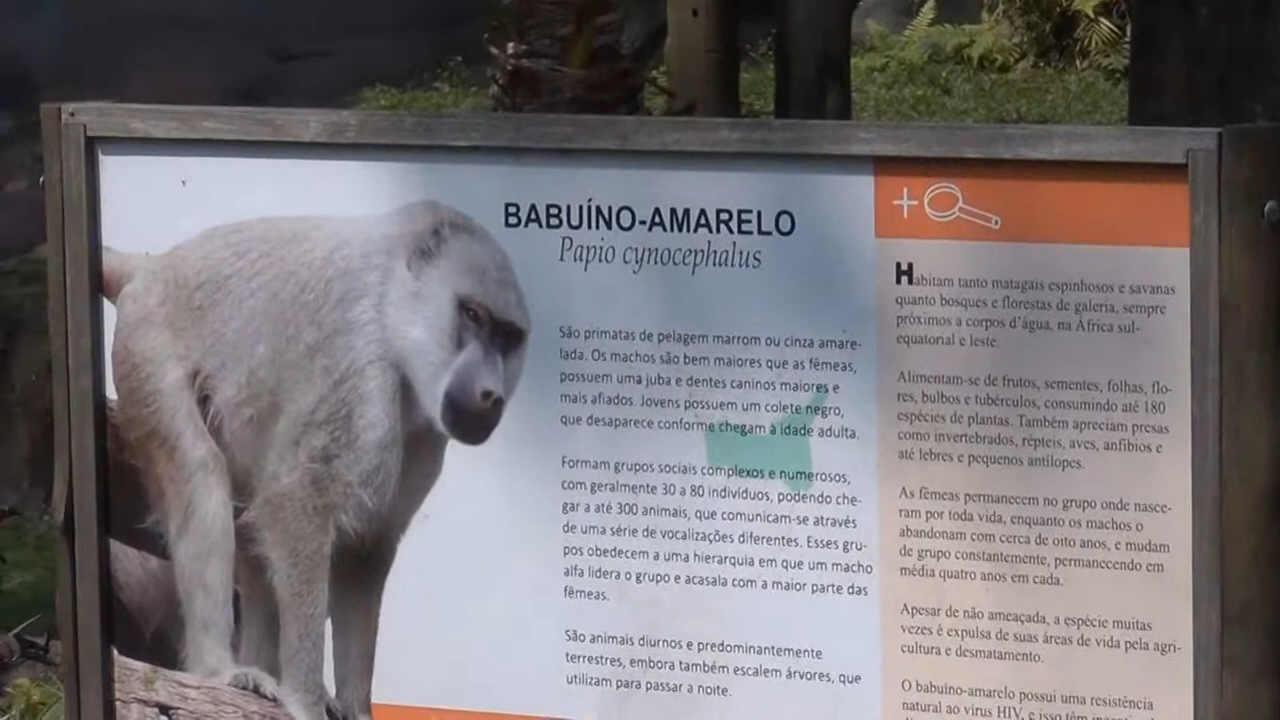 BABUÍNO-AMARELO
Papio cynocephalus
São primatas de pelagem marrom ou cinza amare-
lada. Os machos são bem maiores que as fêmeas,
possuem uma juba e dentes caninos maiores e
mais afiados. Jovens possuem um colete negro,
que desaparece conforme chegam à idade adulta.
Formam grupos sociais complexos e numerosos,
com geralmente 30 a 80 indivíduos, podendo che-
gar a até 300 animais, que comunicam-se através
de uma série de vocalizações diferentes. Esses gru-
pos obedecem a uma hierarquia em que um macho
alfa lidera o grupo e acasala com a maior parte das
fêmeas.
São animais diurnos e predominantemente
terrestres, embora também escalem árvores, que
utilizam para passar a noite.
+
Habitam tanto matagais espinhosos e savanas
quanto bosques e florestas de galeria, sempre
próximos a corpos d'água, na África sul-
equatorial e leste.
Alimentam-se de frutos, sementes, folhas, flo-
res, bulbos e tubérculos, consumindo até 180
espécies de plantas. Também apreciam presas
como invertebrados, répteis, aves, anfíbios e
até lebres e pequenos antílopes.
As fêmeas permanecem no grupo onde nasce-
ram por toda vida, enquanto os machos o
abandonam com cerca de oito anos, e mudam
de grupo constantemente, permanecendo em
média quatro anos em cada.
Apesar de não ameaçada, a espécie muitas
vezes é expulsa de suas áreas de vida pela agri-
cultura e desmatamento.
O babuíno-amarelo possui uma resistência
natural ao vírus HIV, e isso têm